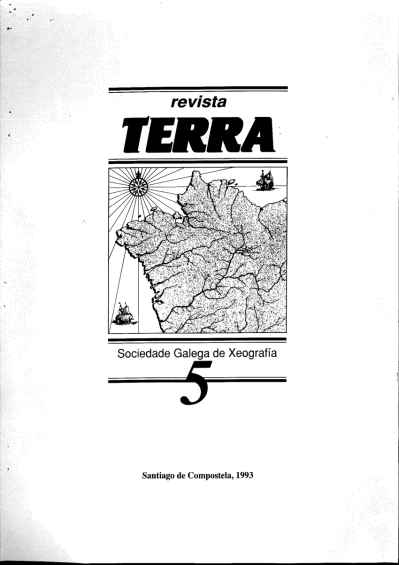 revista
TERRA
Sociedade Galega de Xeografía
5
Santiago de Compostela, 1993